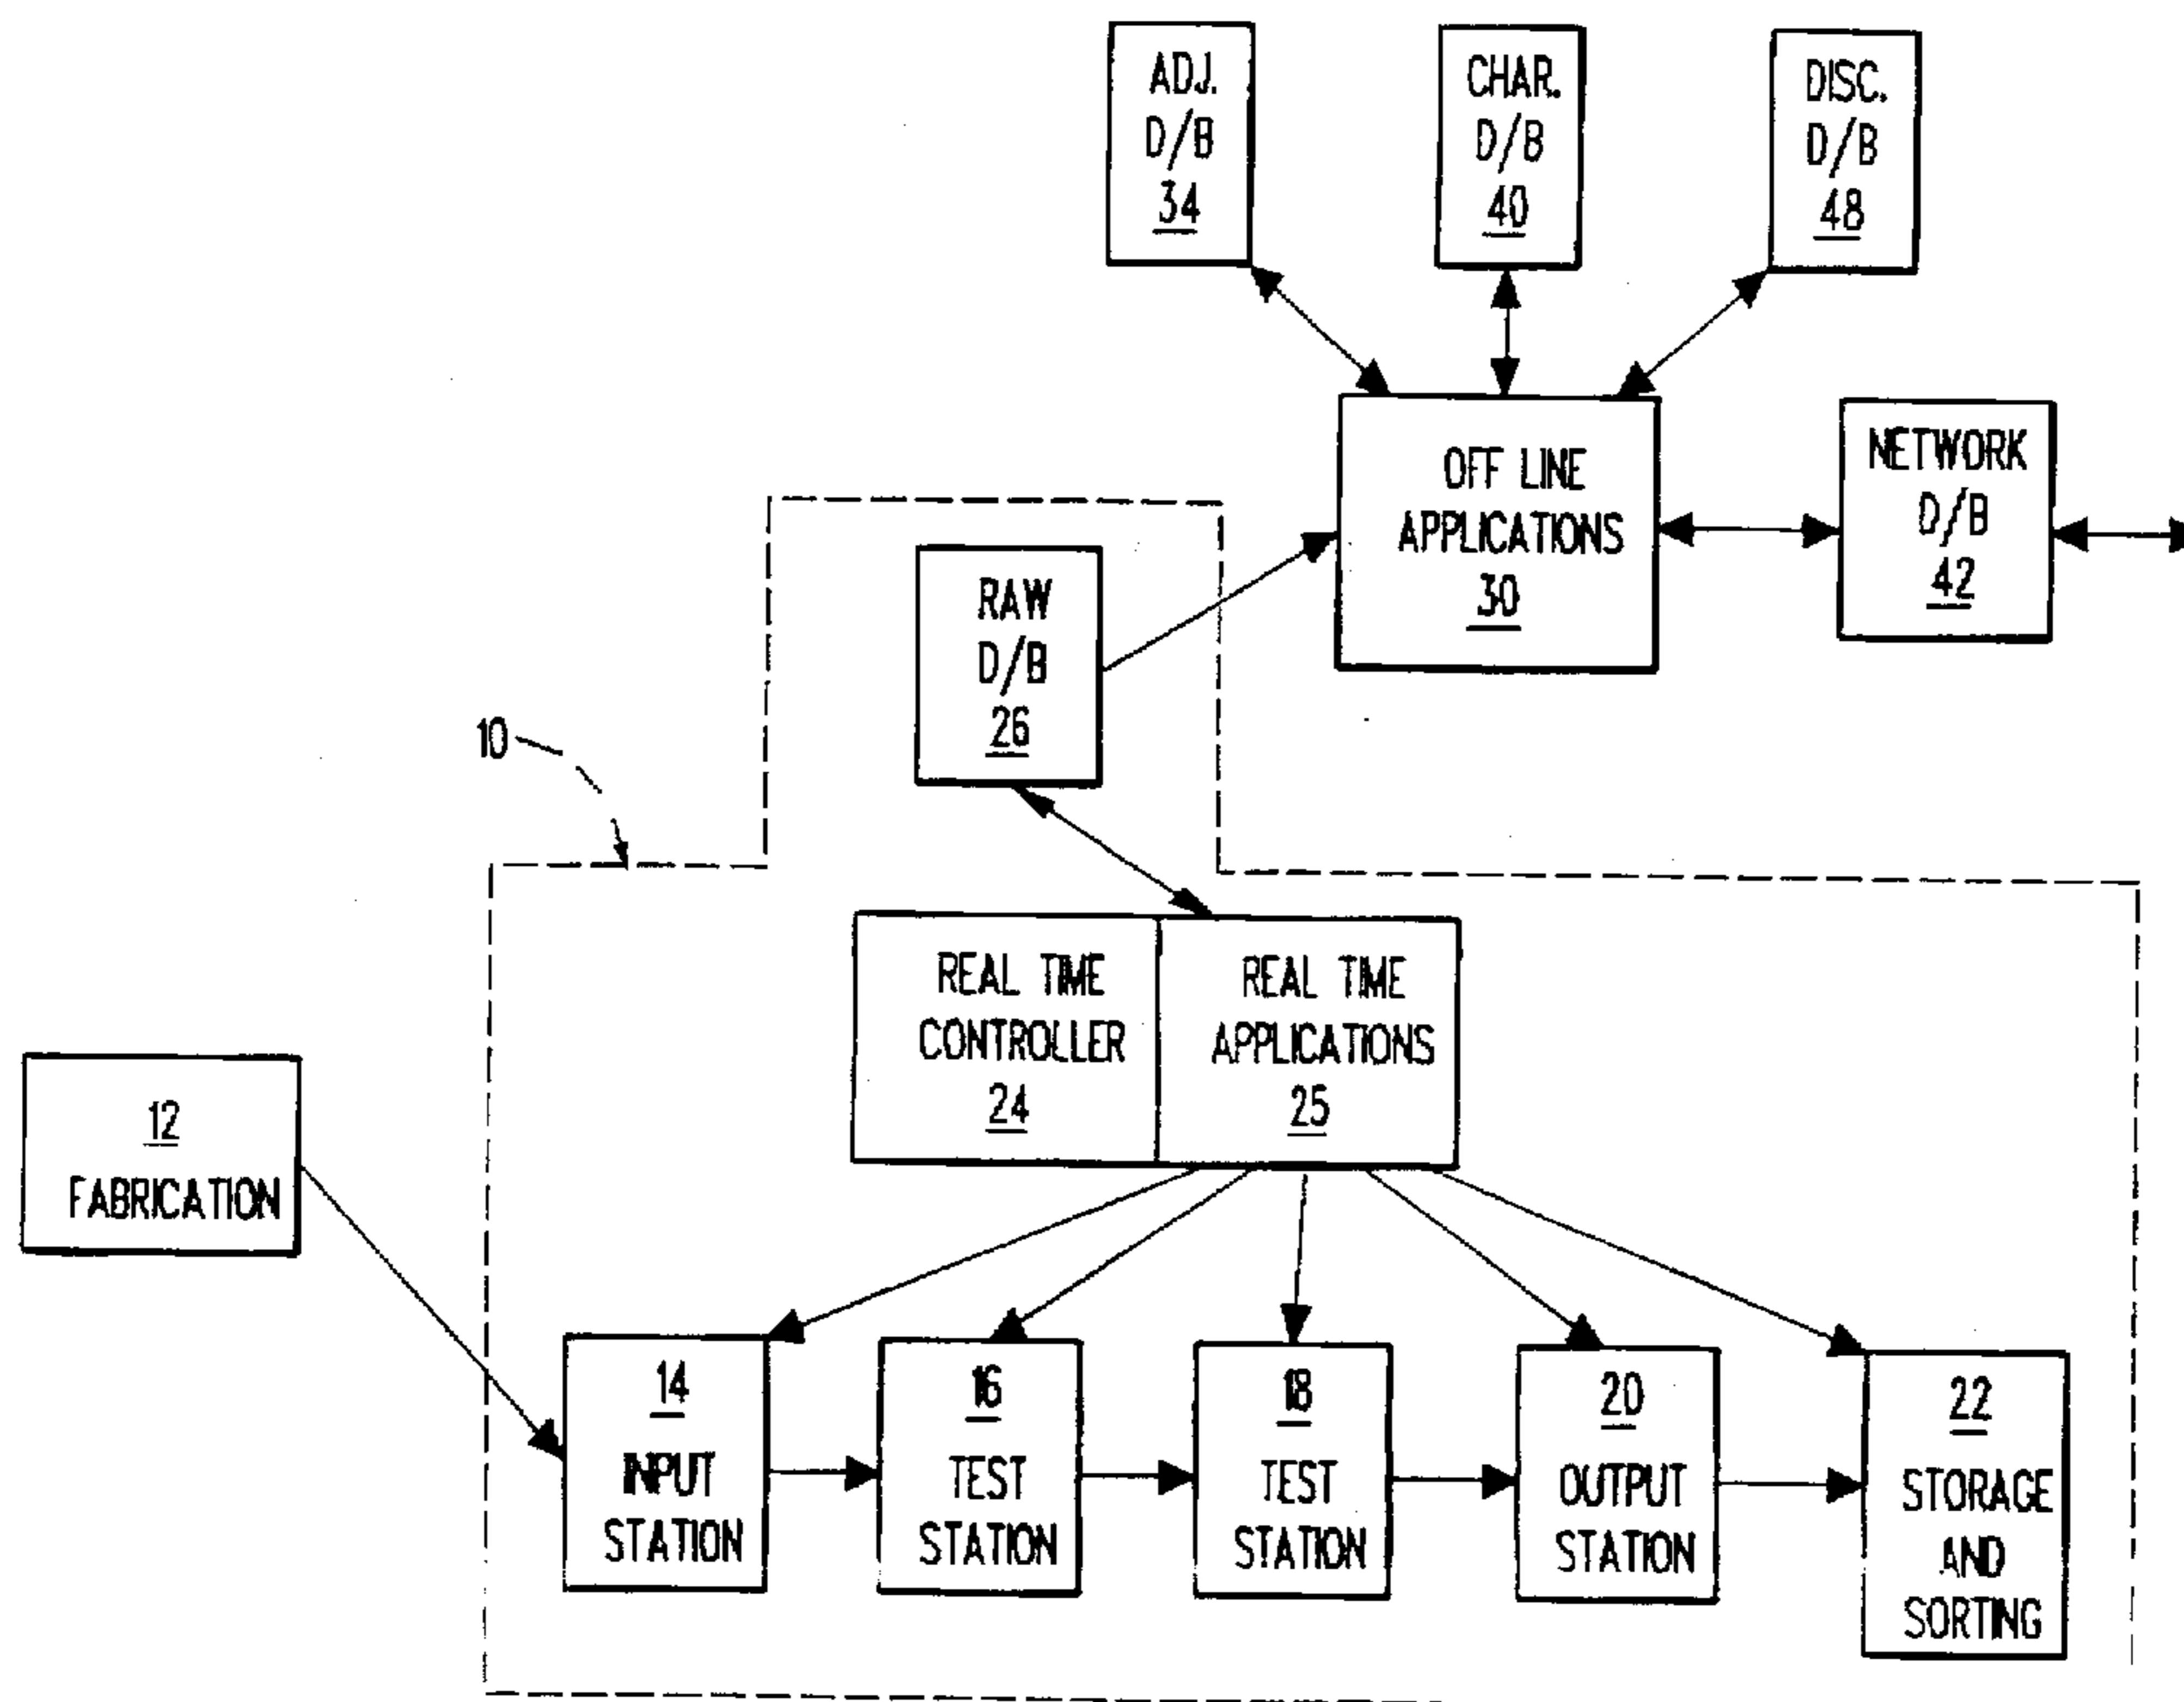 ADJ.
D/B
34
CHAR.
D/B
40
DISC.
D/B
48
OFF LINE
APPLICATIONS
30
NETWORK
D/B
42
RAW
D/B
26
10
REAL TIME
CONTROLLER
24
REAL TIME
APPLICATIONS
25
12
FABRICATION
14
INPUT
STATION
16
TEST
STATION
18
TEST
STATION
20
OUTPUT
STATION
22
STORAGE
AND
SORTING